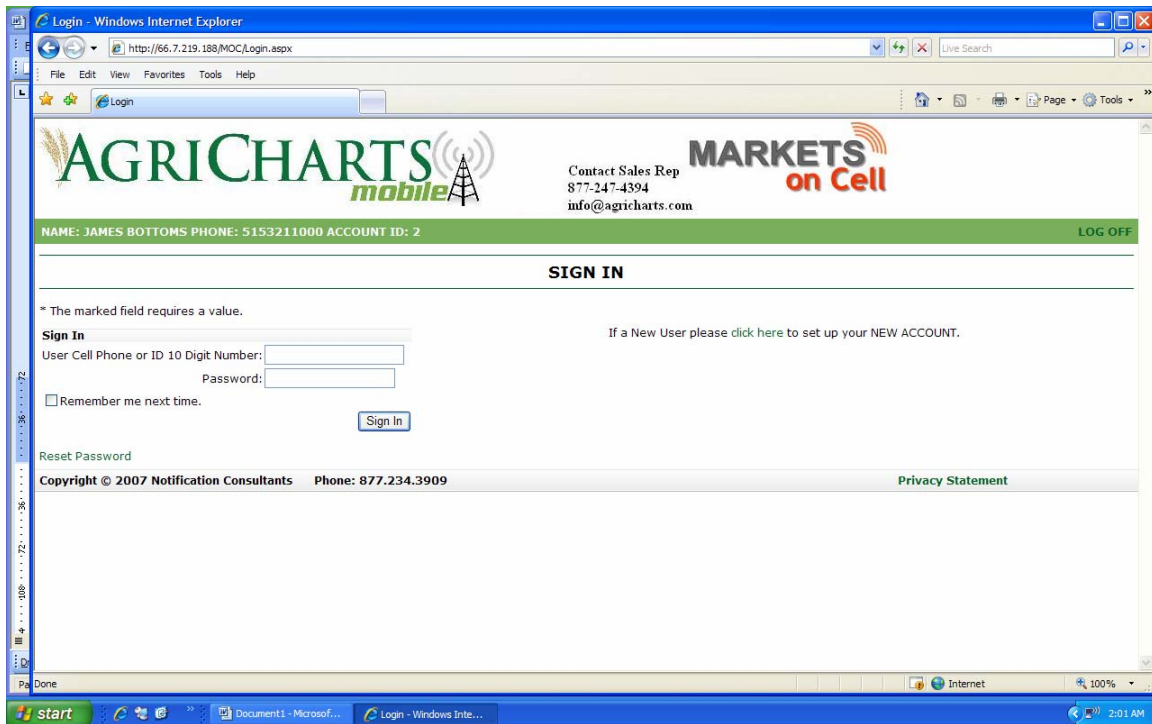 Login - Windows Internet Explorer
http://66.7.219.188/MOC/Login.aspx
Live Search
File Edit View Favorites Tools Help
Login
Page Tools
AGRICHARTS
mobile
Contact Sales Rep
877-247-4394
info@agricharts.com
MARKETS
on Cell
NAME: JAMES BOTTOMS PHONE: 5153211000 ACCOUNT ID: 2
LOG OFF
SIGN IN
* The marked field requires a value.
Sign In
If a New User please click here to set up your NEW ACCOUNT.
User Cell Phone or ID 10 Digit Number:
Password:
Remember me next time.
Sign In
Reset Password
Copyright © 2007 Notification Consultants Phone: 877.234.3909
Privacy Statement
Done
Internet
100%
start
Document1 - Microsof...
Login - Windows Inte...
2:01 AM